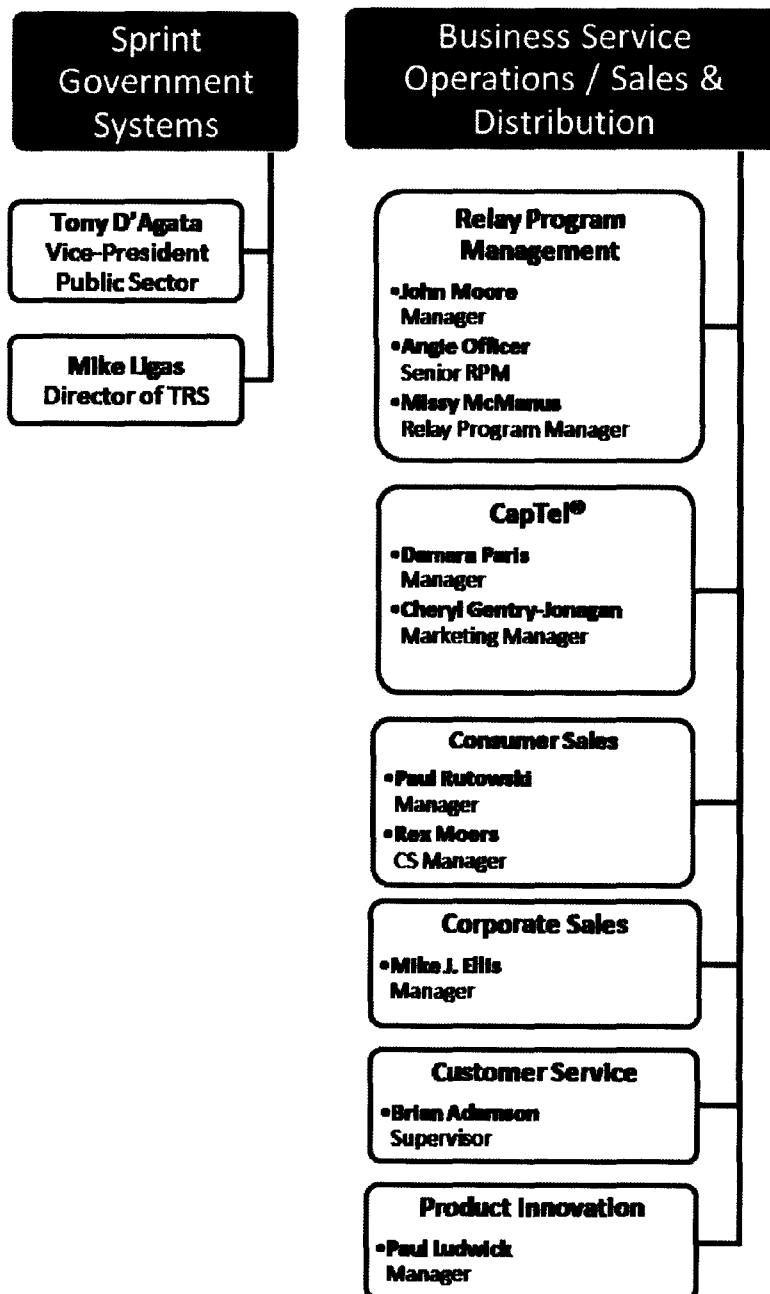 Sprint
Government
Systems
Tony D'Agata
Vice-President
Public Sector
Mike Ligas
Director of TRS
Business Service
Operations / Sales &
Distribution
Relay Program
Management
▪John Moore
Manager
▪Angie Officer
Senior RPM
▪Missy McManus
Relay Program Manager
CapTel®
▪Damara Paris
Manager
▪Cheryl Gentry-Jonagan
Marketing Manager
Consumer Sales
▪Paul Rutowski
Manager
▪Rex Moers
CS Manager
Corporate Sales
▪Mike J. Ellis
Manager
Customer Service
▪Brian Adamson
Supervisor
Product Innovation
▪Paul Ludwick
Manager